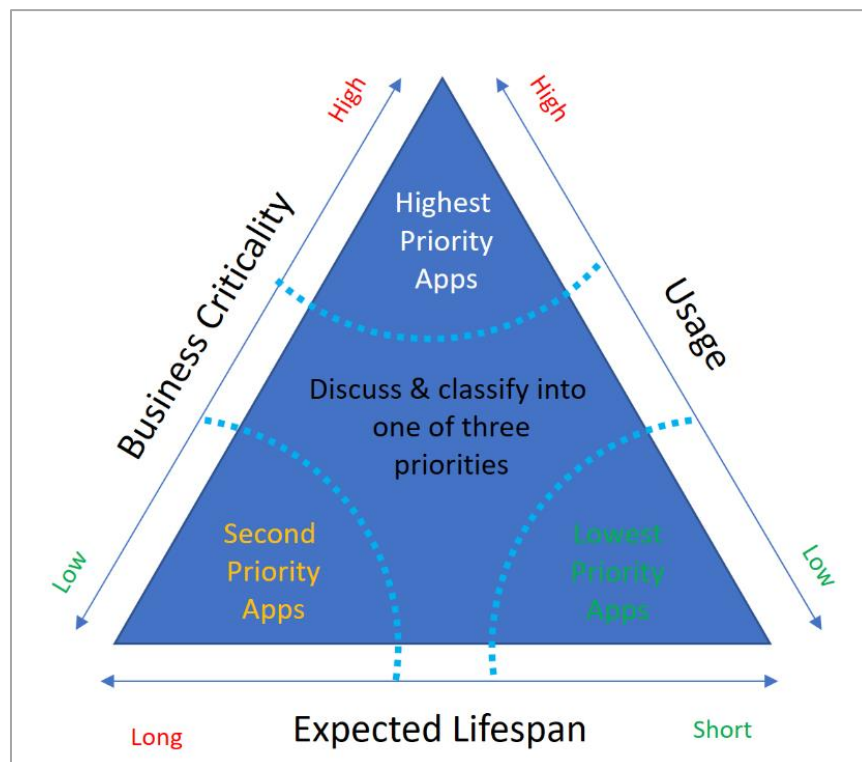 High
High
Highest
Priority
Apps
Business Criticality
Usage
Discuss & classify into
one of three
priorities
Second
Priority
Apps
Lowest
Priority
Apps
Low
Low
Long
Expected Lifespan
Short